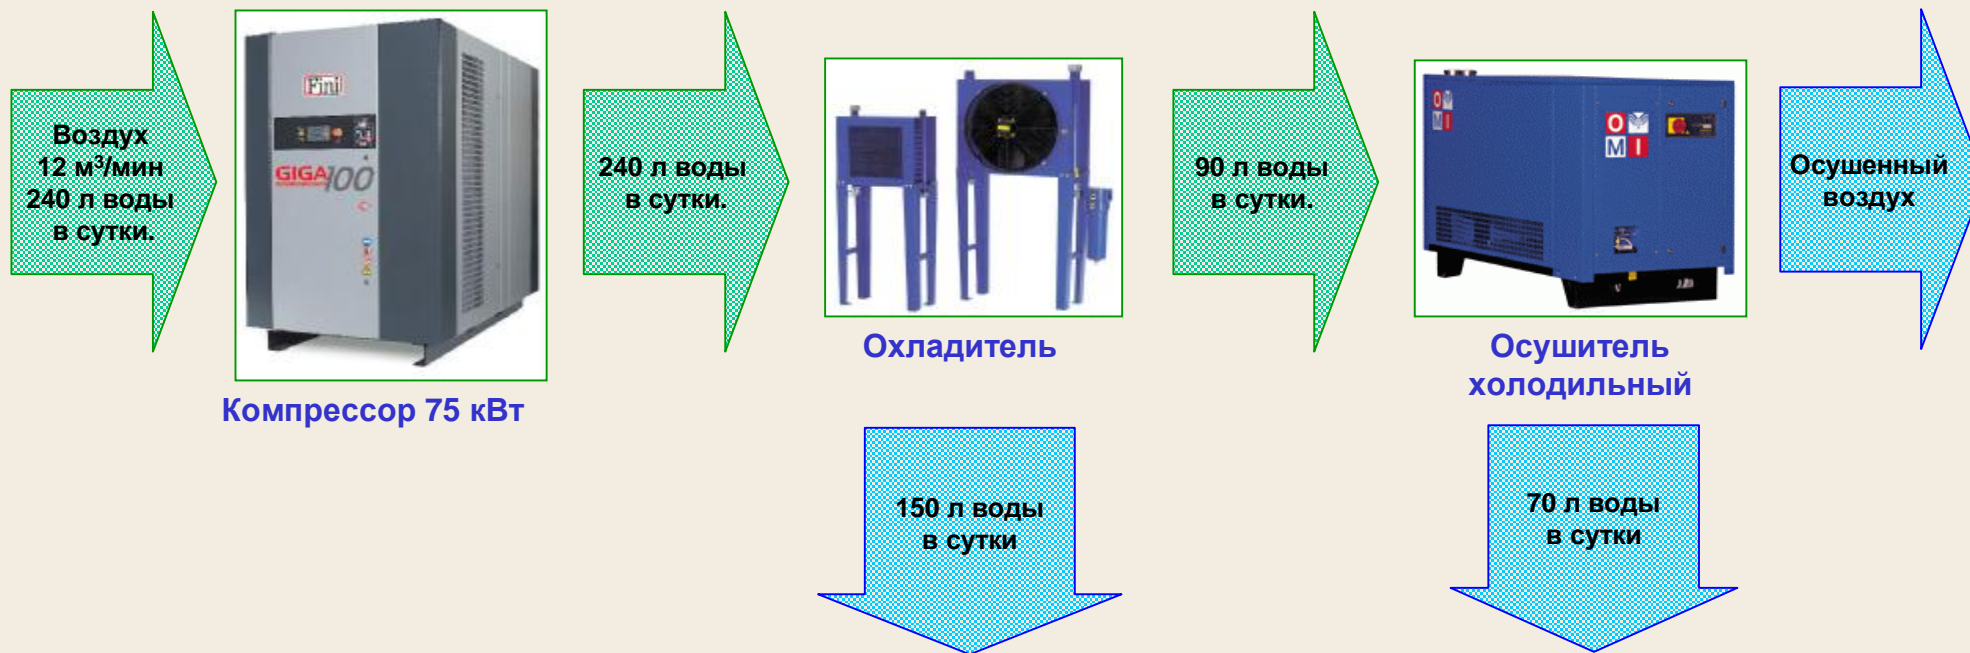 Воздух
12 м³/мин
240 л воды
в сутки.
Fini
GIGA100
Компрессор 75 кВт
240 л воды
в сутки.
Охладитель
90 л воды
в сутки.
OMI
OMI
Осушитель
холодильный
Осушенный
воздух
150 л воды
в сутки
70 л воды
в сутки